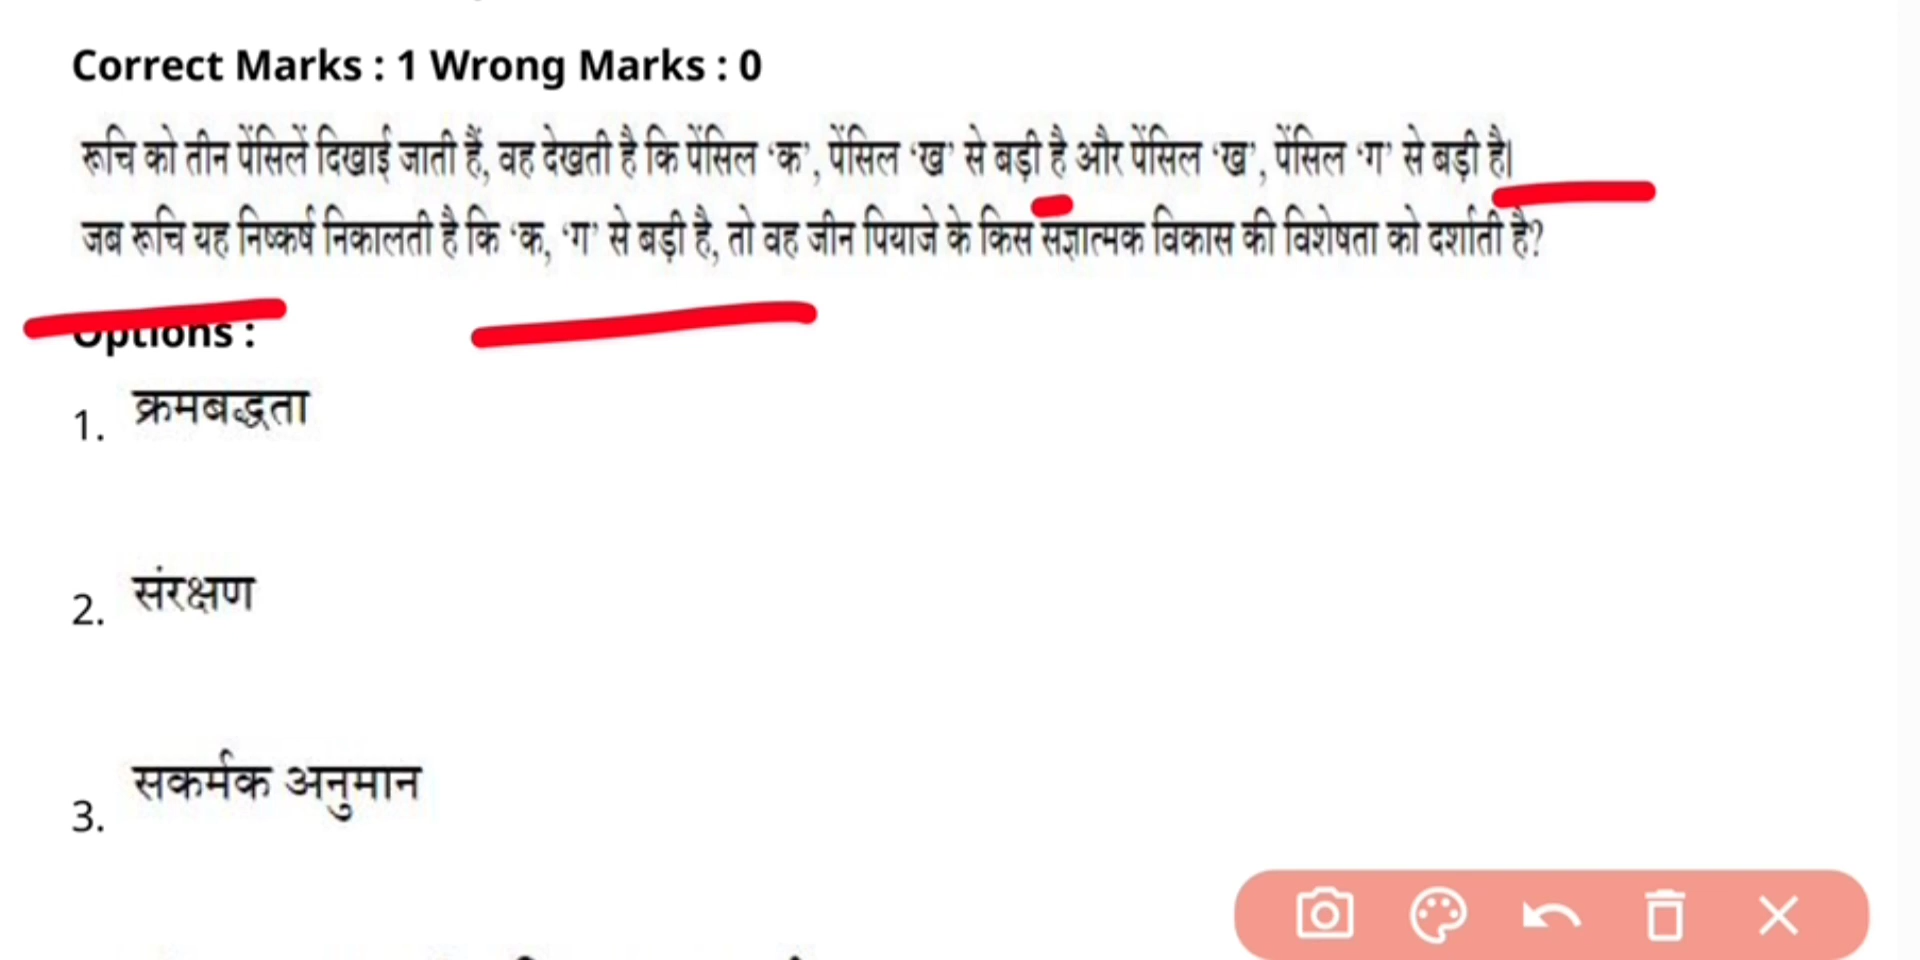 Correct Marks : 1 Wrong Marks : 0
रूचि को तीन पेंसिलें दिखाई जाती हैं, वह देखती है कि पेंसिल 'क', पेंसिल 'ख' से बड़ी है और पेंसिल 'ख', पेंसिल 'ग' से बड़ी है।
जब रूचि यह निष्कर्ष निकालती है कि 'क, 'ग' से बड़ी है, तो वह जीन पियाजे के किस संज्ञात्मक विकास की विशेषता को दर्शाती है?
Options :
1. क्रमबद्धता
2. संरक्षण
3. सकर्मक अनुमान